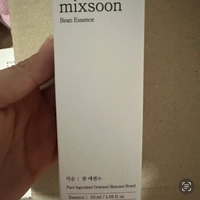 mixsoon
Bean Essence
믹순 | 콩 에센스
Pure Ingredient Oriented Skincare Brand
Essence | 50 ml / 1.69 fl oz